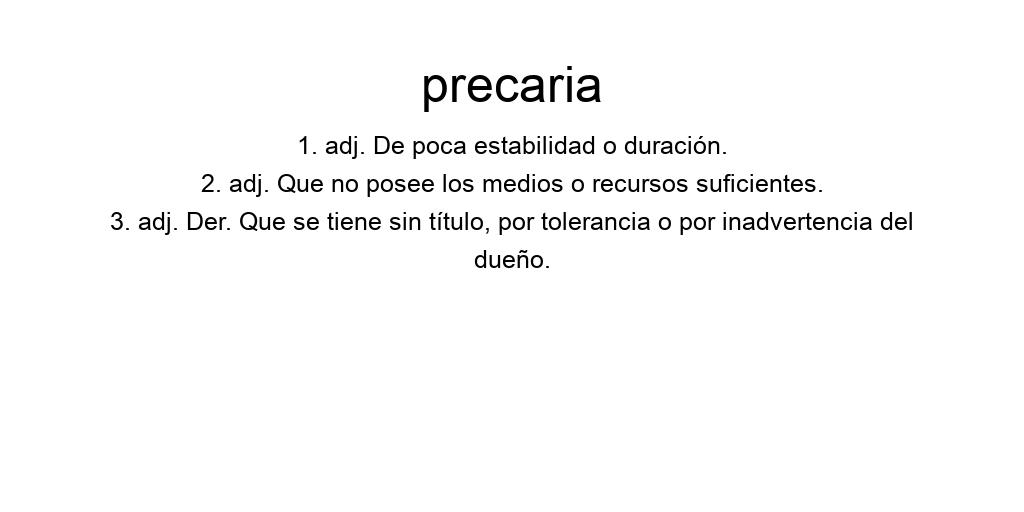 precaria
1. adj. De poca estabilidad o duración.
2. adj. Que no posee los medios o recursos suficientes.
3. adj. Der. Que se tiene sin título, por tolerancia o por inadvertencia del
dueño.